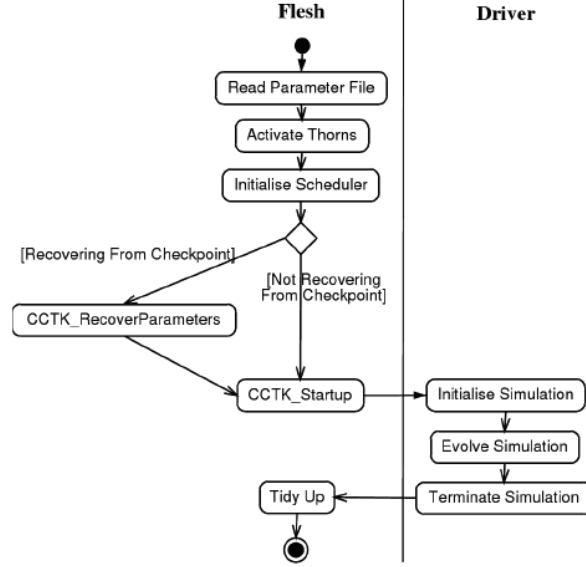 Flesh
Driver
Read Parameter File
Activate Thorns
Initialise Scheduler
[Recovering From Checkpoint]
[Not Recovering
From Checkpoint]
CCTK_RecoverParameters
CCTK_Startup
Initialise Simulation
Evolve Simulation
Tidy Up
Terminate Simulation